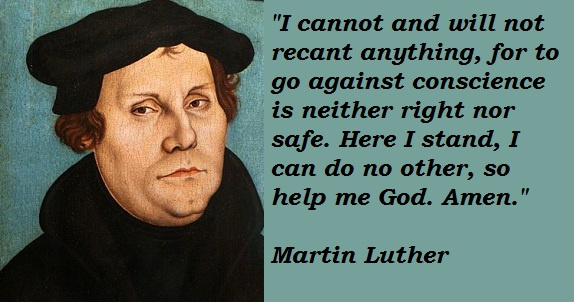 "I cannot and will not
recant anything, for to
go against conscience
is neither right nor
safe. Here I stand, I
can do no other, so
help me God. Amen."
Martin Luther